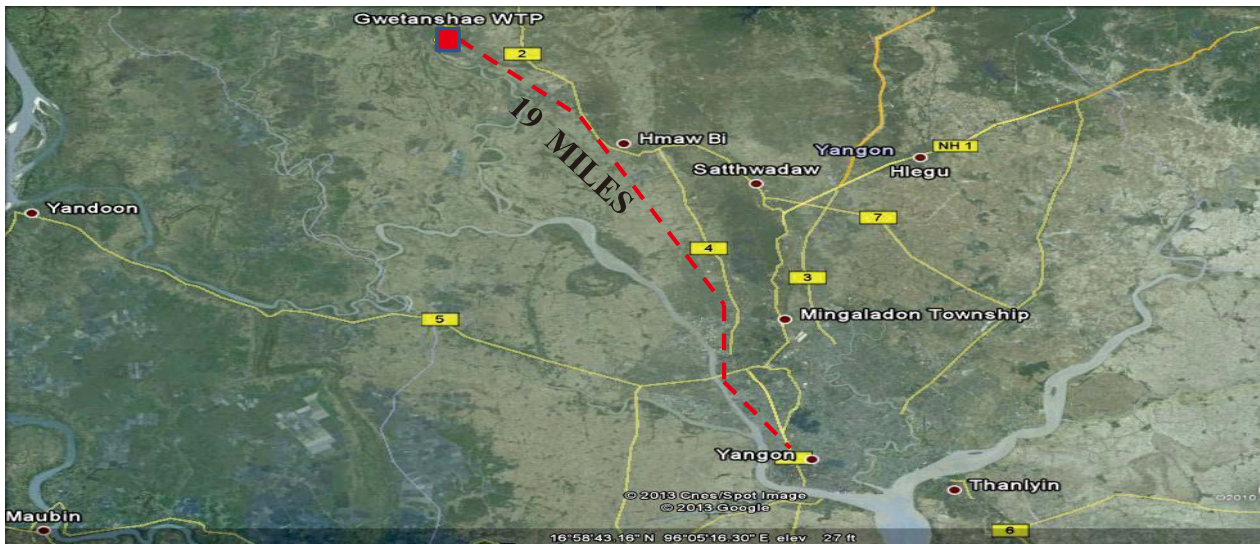 Gwetanshae WTP
2
19 MILES
Hmaw Bi
Yangon
NH 1
Hlegu
Satthwadaw
Yandoon
7
4
3
5
Mingaladon Township
Yangon
Thanlyin
© 2013 Cnes/Spot Image
© 2013 Google
©2010
Maubin
6
16°58'43.16" N 96°05'16.30" E elev 27 ft